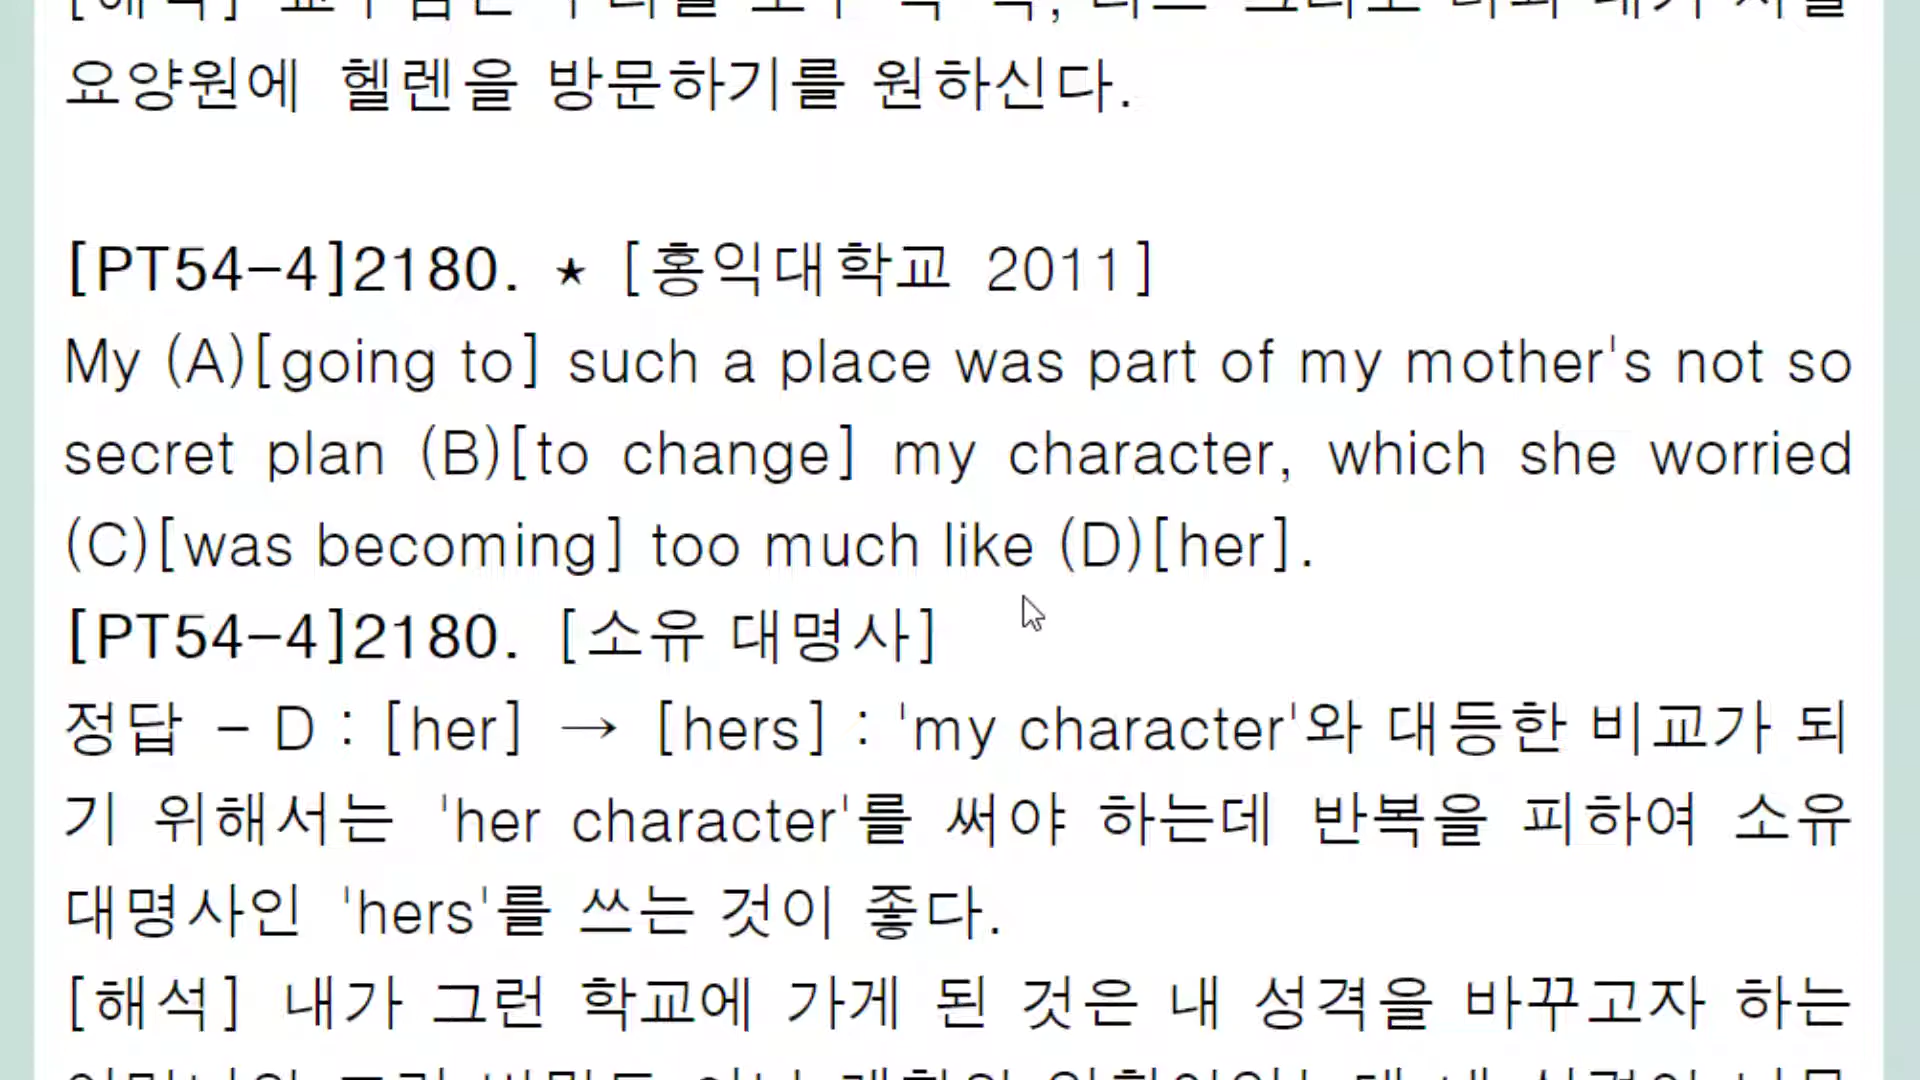 요양원에 헬렌을 방문하기를 원하신다.
[PT54-4]2180. ★ [홍익대학교 2011]
My (A)[going to] such a place was part of my mother's not so
secret plan (B)[to change] my character, which she worried
(C)[was becoming] too much like (D)[her].
[PT54-4]2180. [소유 대명사]
정답 - D : [her] → [hers] : 'my character'와 대등한 비교가 되
기 위해서는 'her character'를 써야 하는데 반복을 피하여 소유
대명사인 'hers'를 쓰는 것이 좋다.
[해석] 내가 그런 학교에 가게 된 것은 내 성격을 바꾸고자 하는